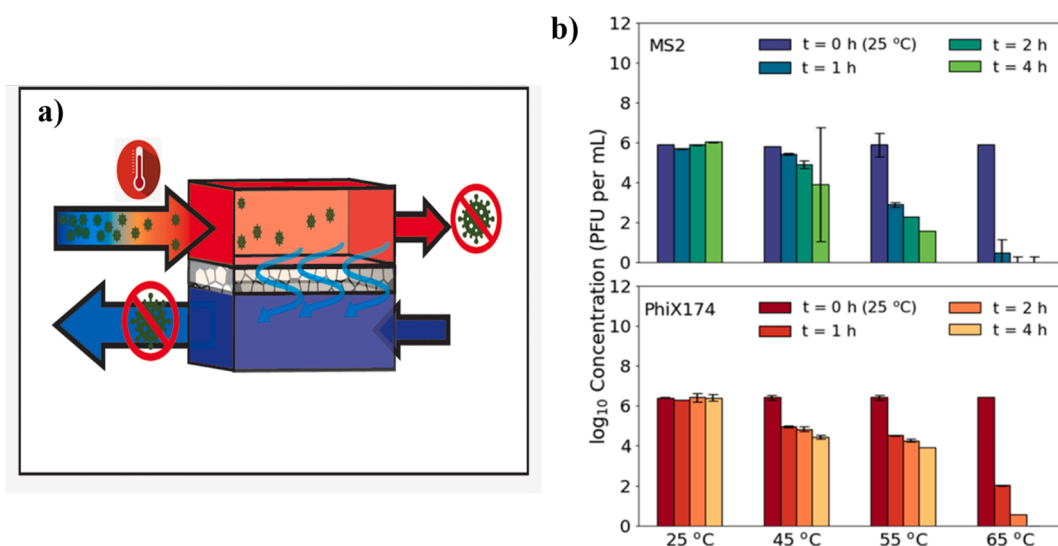 a)
b)
12
10
8
6
4
2
0
MS2
t = 0 h (25 °C)
t = 1 h
t = 2 h
t = 4 h
log₁₀ Concentration (PFU per mL)
12
10
8
6
4
2
0
PhiX174
t = 0 h (25 °C)
t = 1 h
t = 2 h
t = 4 h
25 °C
45 °C
55 °C
65 °C